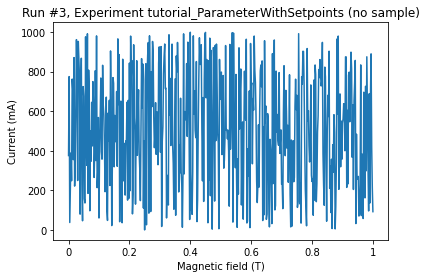 Run #3, Experiment tutorial_ParameterWithSetpoints (no sample)
Current (mA)
1000
800
600
400
200
0
0 0.2 0.4 0.6 0.8 1
Magnetic field (T)